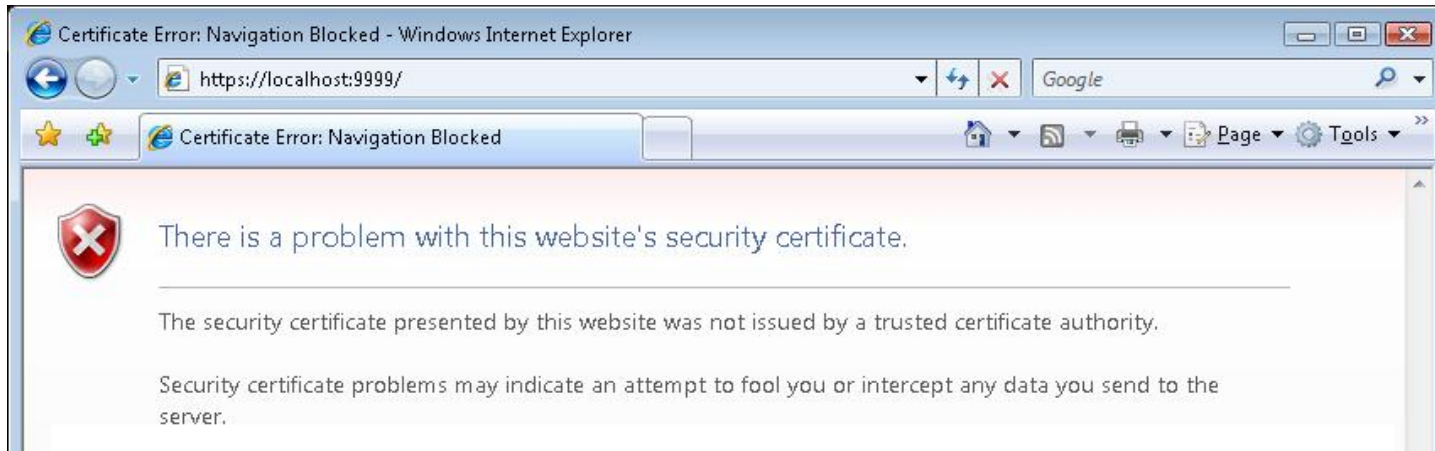 Certificate Error: Navigation Blocked - Windows Internet Explorer
https://localhost:9999/
Google
Certificate Error: Navigation Blocked
Page
Tools
There is a problem with this website's security certificate.
The security certificate presented by this website was not issued by a trusted certificate authority.
Security certificate problems may indicate an attempt to fool you or intercept any data you send to the
server.